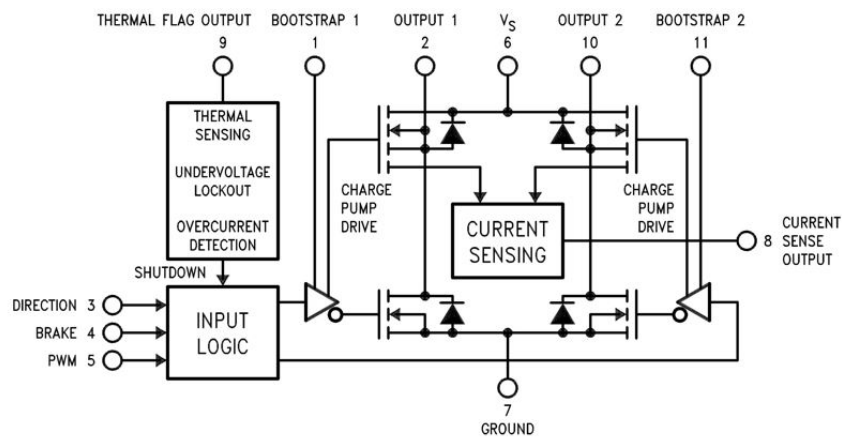 THERMAL FLAG OUTPUT
9
BOOTSTRAP 1
1
OUTPUT 1
2
VS
6
OUTPUT 2
10
BOOTSTRAP 2
11
THERMAL
SENSING
UNDERVOLTAGE
LOCKOUT
OVERCURRENT
DETECTION
SHUTDOWN
CHARGE
PUMP
DRIVE
CURRENT
SENSING
CHARGE
PUMP
DRIVE
8 CURRENT
SENSE
OUTPUT
DIRECTION 3
BRAKE 4
PWM 5
INPUT
LOGIC
7
GROUND